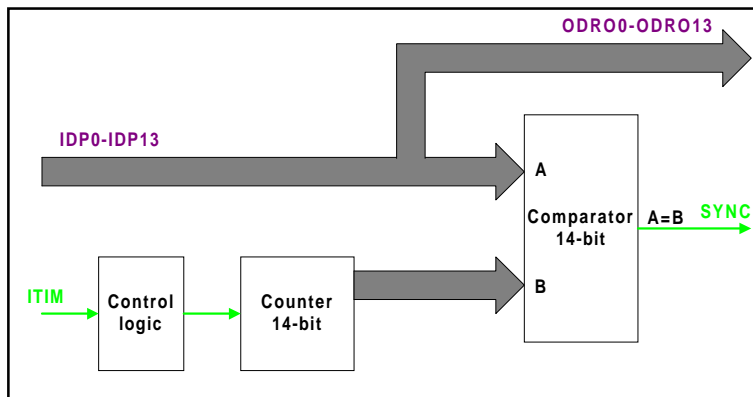 ODRO0-ODRO13
IDP0-IDP13
A
Comparator
14-bit
A=B
SYNC
B
ITIM
Control
logic
Counter
14-bit